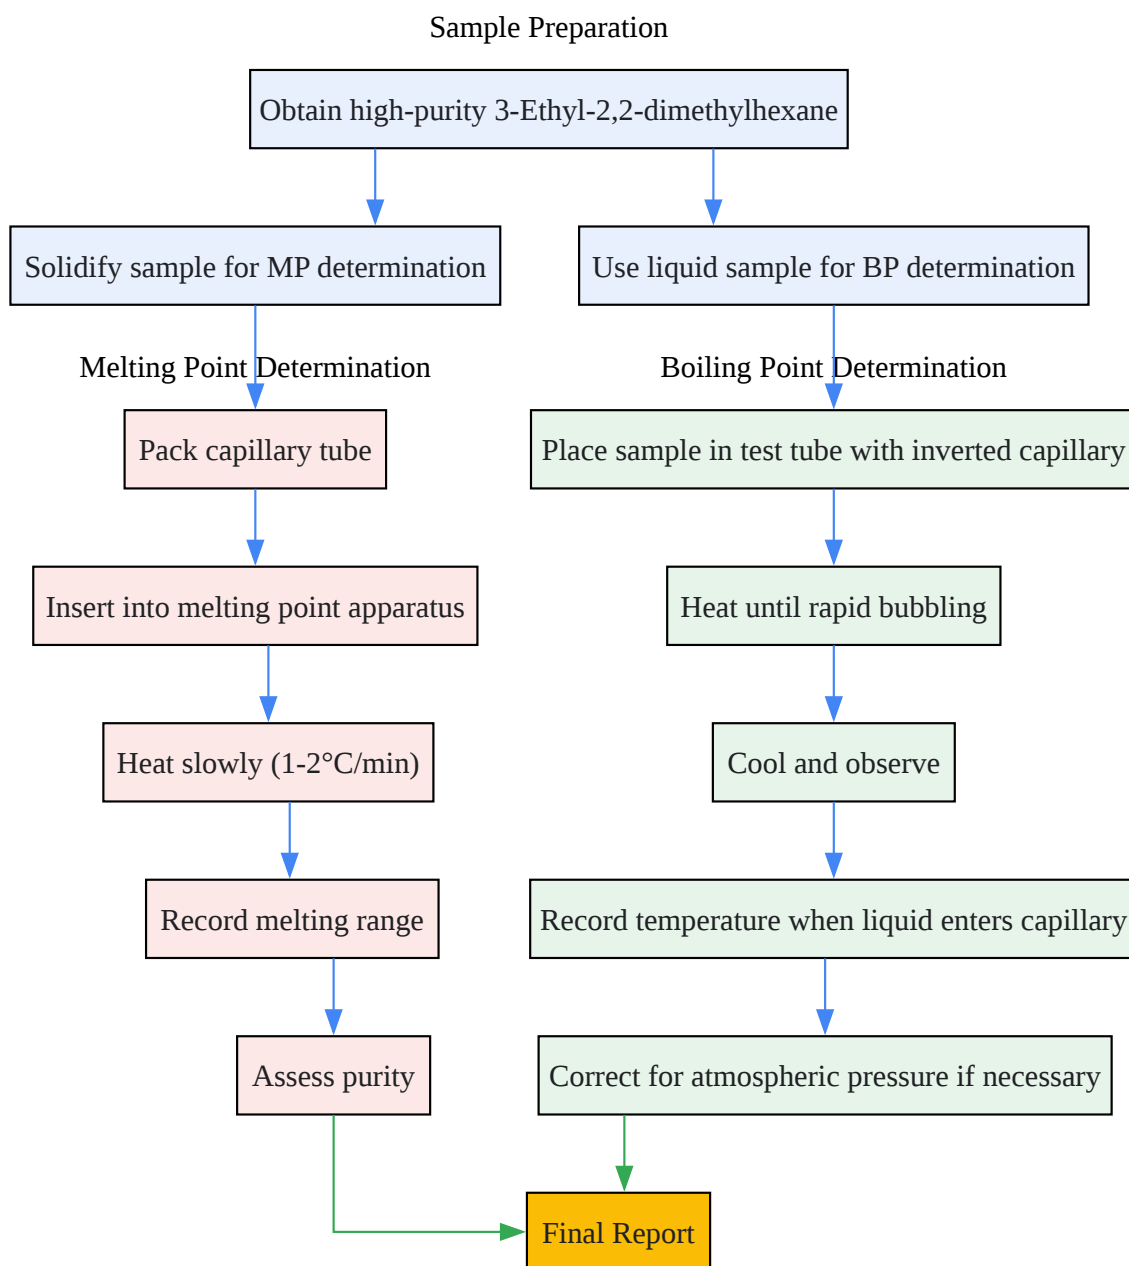 Sample Preparation
Obtain high-purity 3-Ethyl-2,2-dimethylhexane
Solidify sample for MP determination
Use liquid sample for BP determination
Melting Point Determination
Boiling Point Determination
Pack capillary tube
Place sample in test tube with inverted capillary
Insert into melting point apparatus
Heat until rapid bubbling
Heat slowly (1-2°C/min)
Cool and observe
Record melting range
Record temperature when liquid enters capillary
Assess purity
Correct for atmospheric pressure if necessary
Final Report